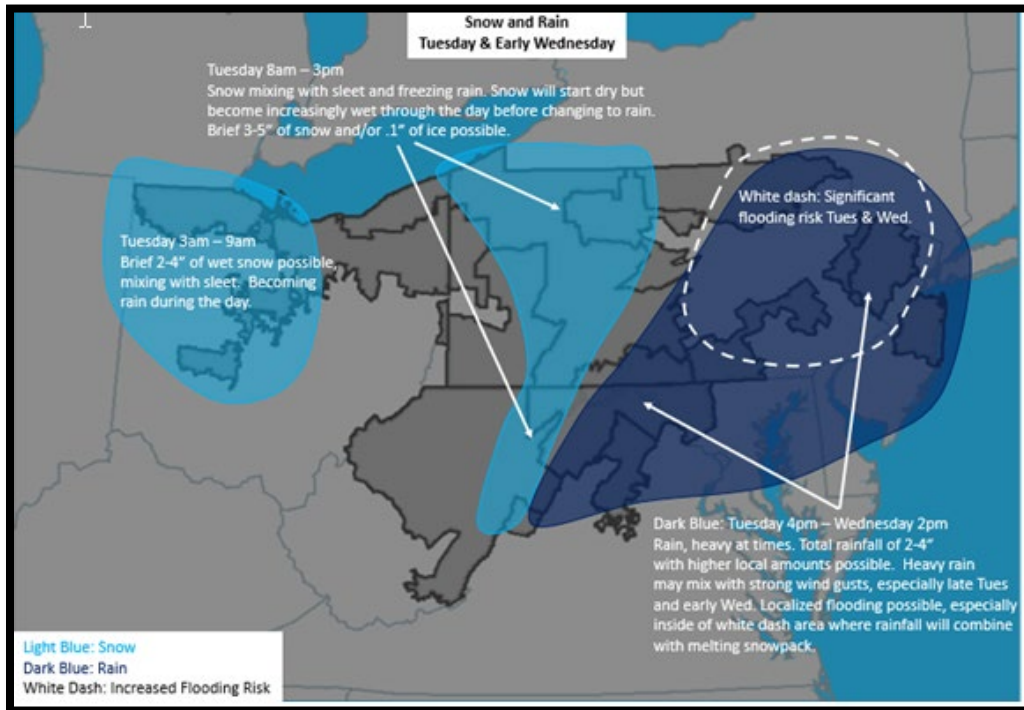 Snow and Rain
Tuesday & Early Wednesday
Tuesday 8am – 3pm
Snow mixing with sleet and freezing rain. Snow will start dry but
become increasingly wet through the day before changing to rain.
Brief 3-5" of snow and/or .1" of ice possible.
White dash: Significant
flooding risk Tues & Wed.
Tuesday 3am – 9am
Brief 2-4" of wet snow possible,
mixing with sleet. Becoming
rain during the day.
Dark Blue: Tuesday 4pm – Wednesday 2pm
Rain, heavy at times. Total rainfall of 2-4"
with higher local amounts possible. Heavy rain
may mix with strong wind gusts, especially late Tues
and early Wed. Localized flooding possible, especially
inside of white dash area where rainfall will combine
with melting snowpack.
Light Blue: Snow
Dark Blue: Rain
White Dash: Increased Flooding Risk